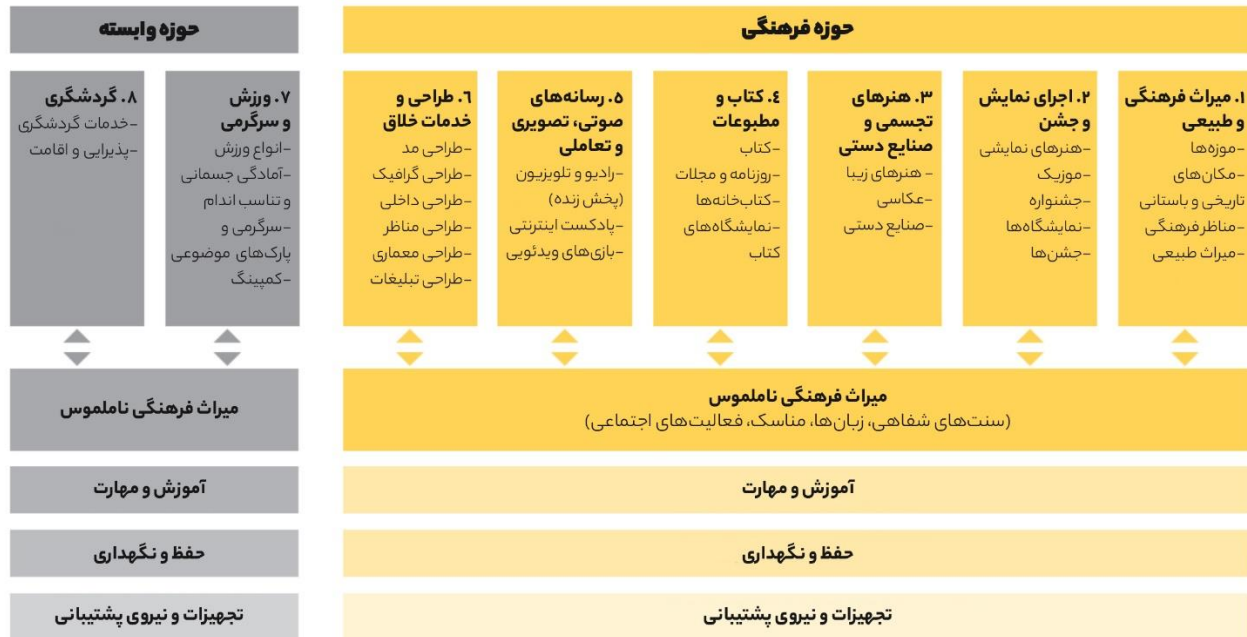 حوزه فرهنگی
۱. میراث فرهنگی
و طبیعی
-موزه‌ها
-مکان‌های
تاریخی و باستانی
-مناظر فرهنگی
-میراث طبیعی
۲. اجرای نمایش
و جشن
-هنرهای نمایشی
-موزیک
-جشنواره
-نمایشگاه‌ها
-جشن‌ها
۳. هنرهای
تجسمی و
صنایع دستی
- هنرهای زیبا
-عکاسی
-صنایع دستی
۴. کتاب و
مطبوعات
-کتاب
-روزنامه و مجلات
-کتاب‌خانه‌ها
-نمایشگاه‌های
کتاب
۵. رسانه‌های
صوتی، تصویری
و تعاملی
-رادیو و تلویزیون
(پخش زنده)
-پادکست اینترنتی
-بازی‌های ویدئویی
۶. طراحی و
خدمات خلاق
-طراحی مد
-طراحی گرافیک
-طراحی داخلی
-طراحی مناظر
-طراحی معماری
-طراحی تبلیغات
میراث فرهنگی ناملموس
(سنت‌های شفاهی، زبان‌ها، مناسک، فعالیت‌های اجتماعی)
آموزش و مهارت
حفظ و نگهداری
تجهیزات و نیروی پشتیبانی
حوزه وابسته
۷. ورزش
و سرگرمی
-انواع ورزش
-آمادگی جسمانی
و تناسب اندام
-سرگرمی و
پارک‌های موضوعی
-کمپینگ
۸. گردشگری
-خدمات گردشگری
-پذیرایی و اقامت
میراث فرهنگی ناملموس
آموزش و مهارت
حفظ و نگهداری
تجهیزات و نیروی پشتیبانی